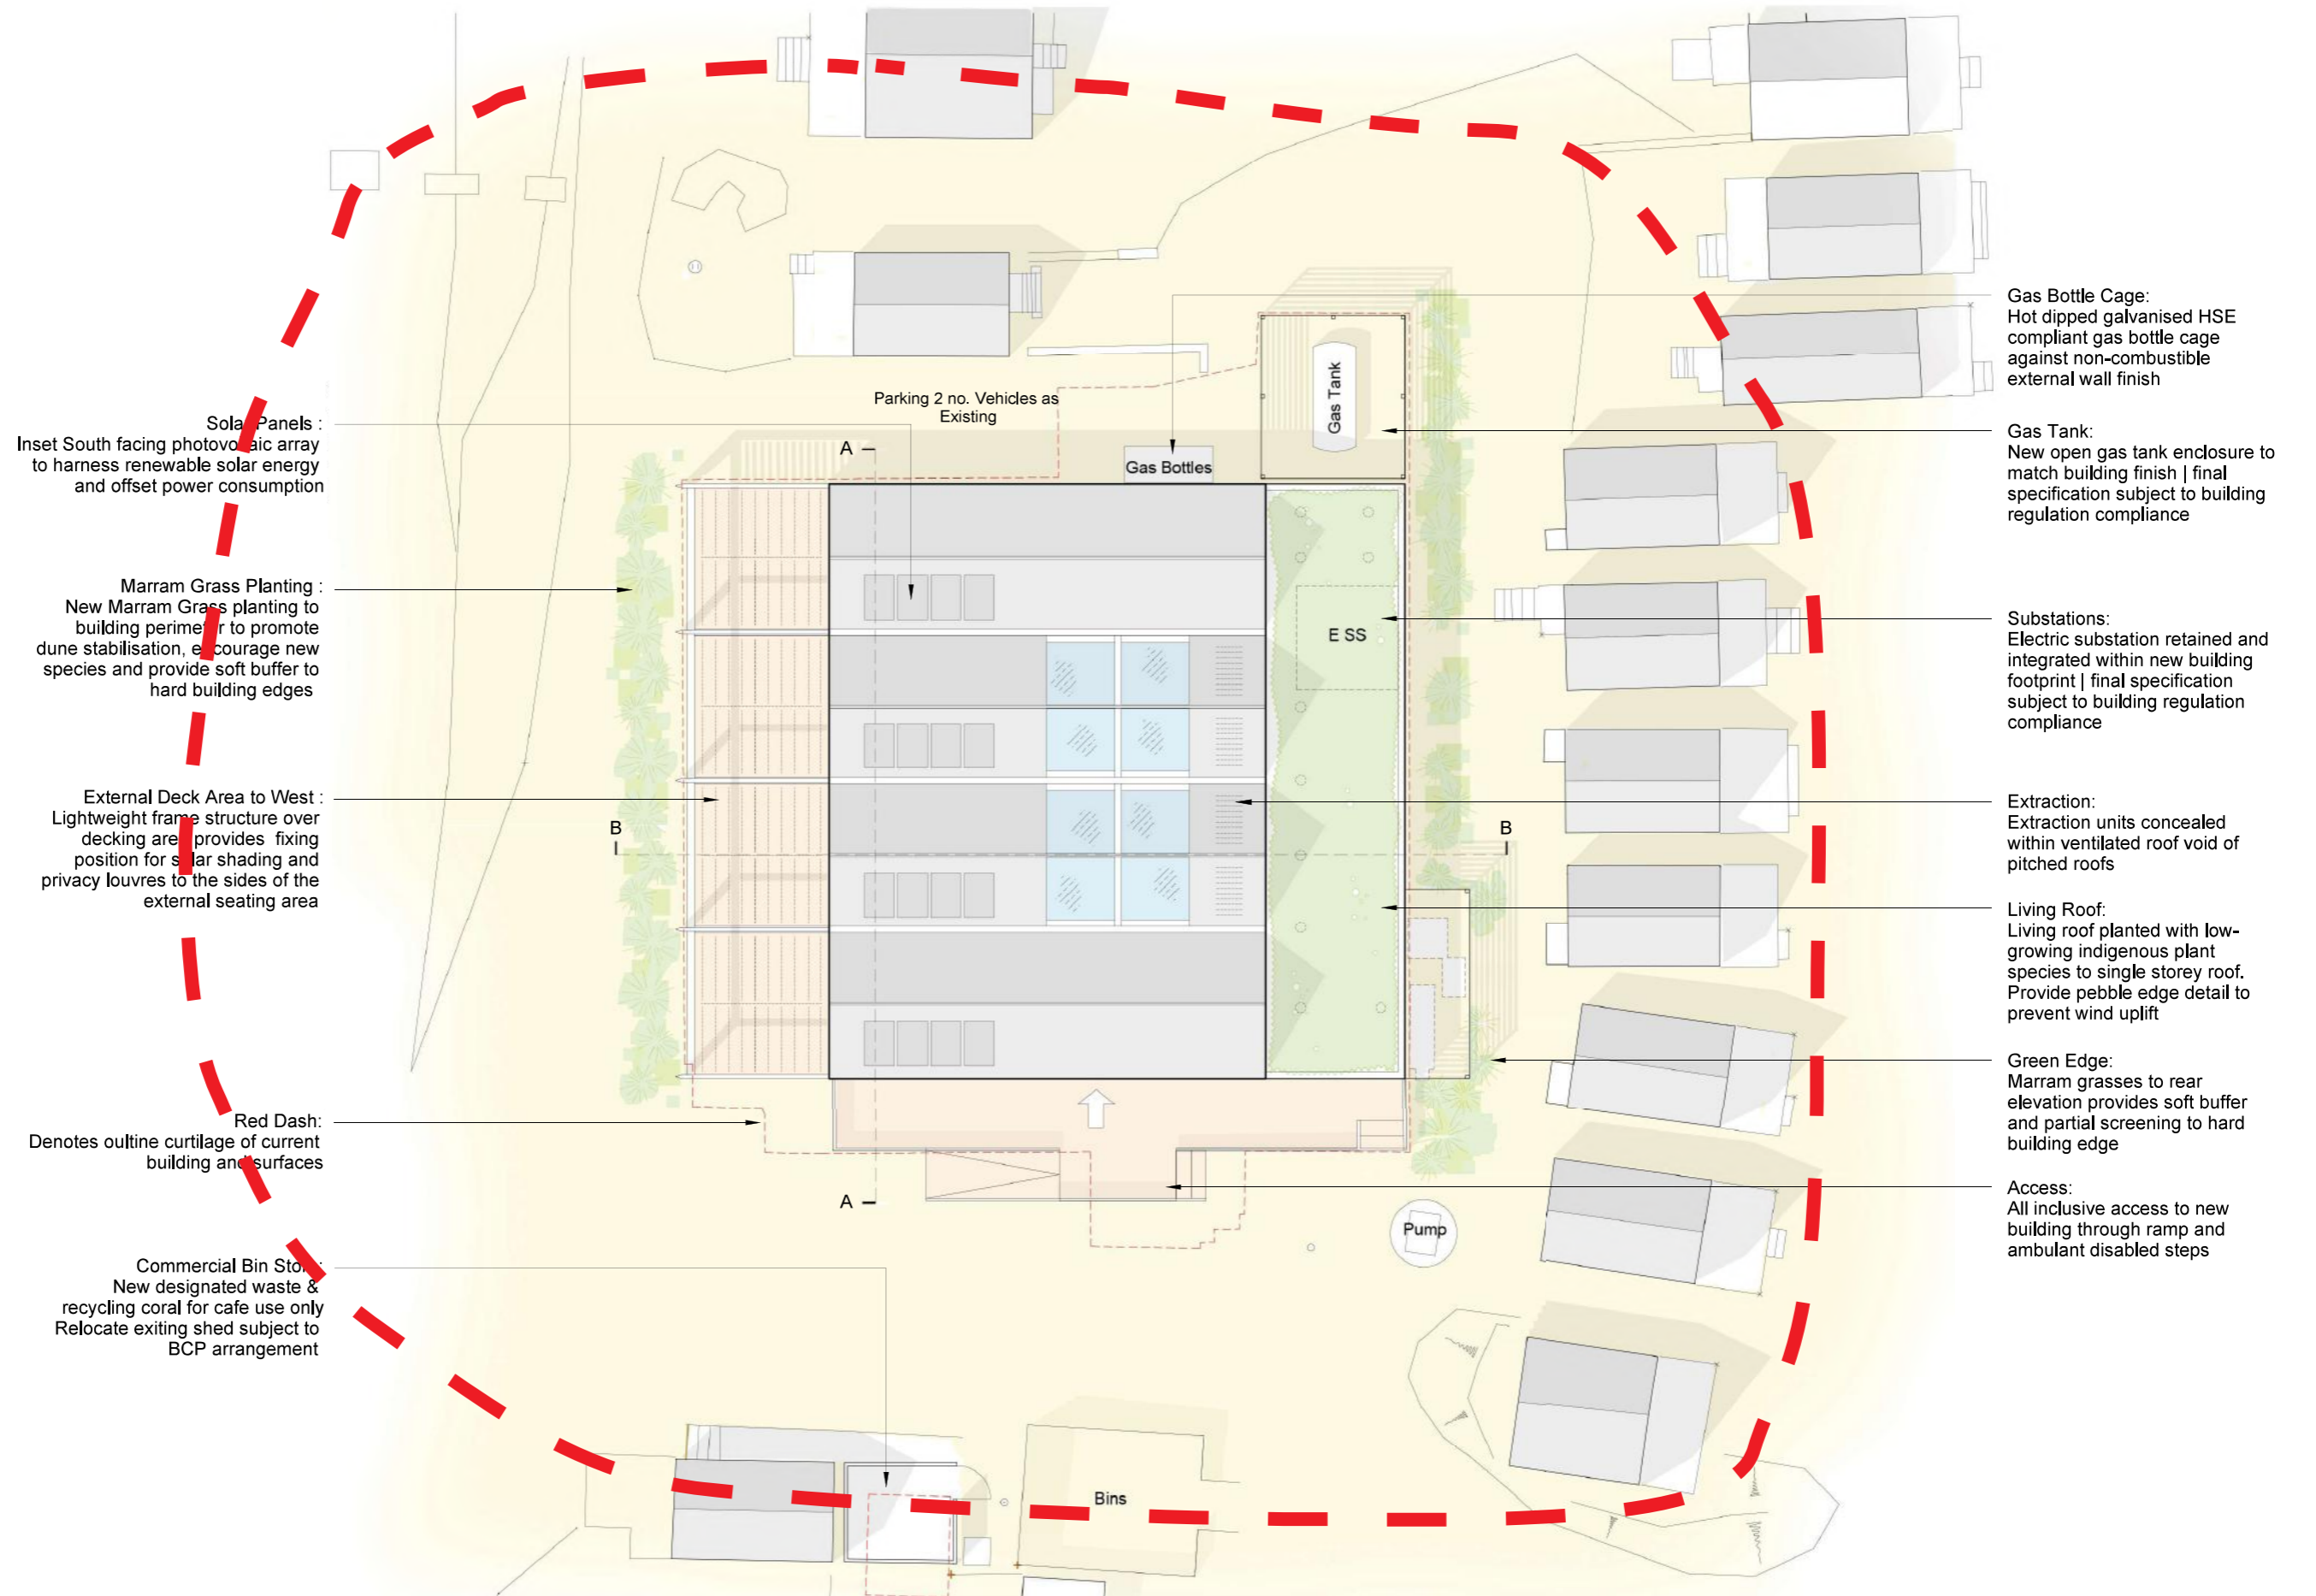 Solar Panels :
Inset South facing photovoltaic array
to harness renewable solar energy
and offset power consumption
Marram Grass Planting :
New Marram Grass planting to
building perimeter to promote
dune stabilisation, encourage new
species and provide soft buffer to
hard building edges
External Deck Area to West :
Lightweight frame structure over
decking area provides fixing
position for solar shading and
privacy louvres to the sides of the
external seating area
Red Dash:
Denotes oultine curtilage of current
building and surfaces
Commercial Bin Store:
New designated waste &
recycling coral for cafe use only
Relocate exiting shed subject to
BCP arrangement
Parking 2 no. Vehicles as
Existing
A
Gas Bottles
Gas Tank
E SS
B
B
A
Pump
Bins
Gas Bottle Cage:
Hot dipped galvanised HSE
compliant gas bottle cage
against non-combustible
external wall finish
Gas Tank:
New open gas tank enclosure to
match building finish | final
specification subject to building
regulation compliance
Substations:
Electric substation retained and
integrated within new building
footprint | final specification
subject to building regulation
compliance
Extraction:
Extraction units concealed
within ventilated roof void of
pitched roofs
Living Roof:
Living roof planted with low-
growing indigenous plant
species to single storey roof.
Provide pebble edge detail to
prevent wind uplift
Green Edge:
Marram grasses to rear
elevation provides soft buffer
and partial screening to hard
building edge
Access:
All inclusive access to new
building through ramp and
ambulant disabled steps